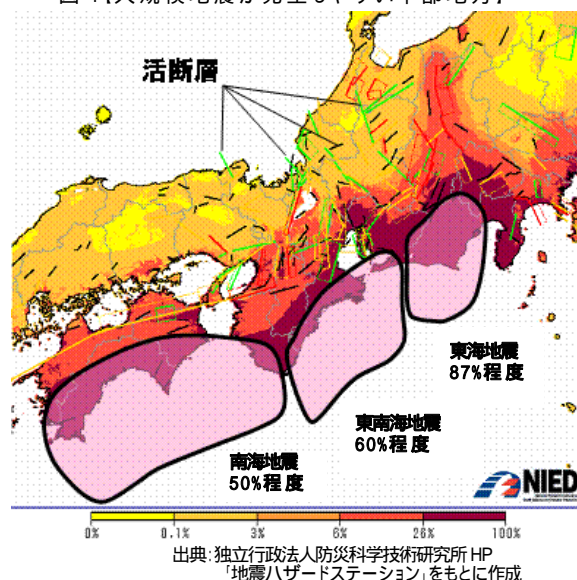 活断層
東海地震
87%程度
東南海地震
60%程度
南海地震
50%程度
NIED
0% 0.1% 3% 6% 26% 100%
出典：独立行政法人防災科学技術研究所HP
「地震ハザードステーション」をもとに作成